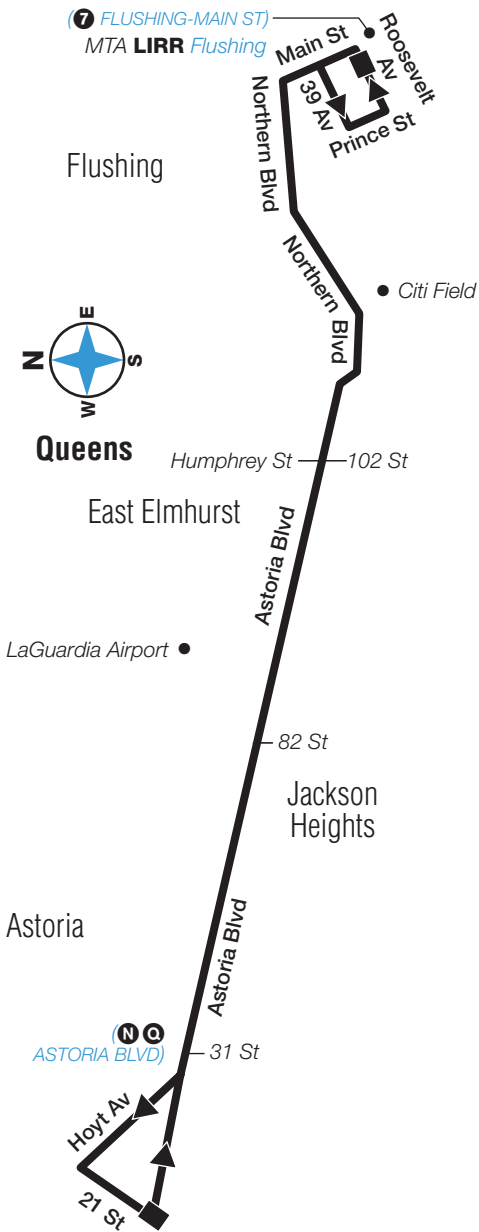 (7 FLUSHING-MAIN ST)
MTA LIRR Flushing
Main St
Roosevelt
Av
39 Av
Prince St
Northern Blvd
Flushing
Northern
Blvd
Citi Field
E
N
S
W
Queens
Humphrey St
102 St
East Elmhurst
Astoria Blvd
LaGuardia Airport
82 St
Jackson
Heights
Astoria
Astoria Blvd
(N Q
ASTORIA BLVD)
31 St
Hoyt Av
21 St